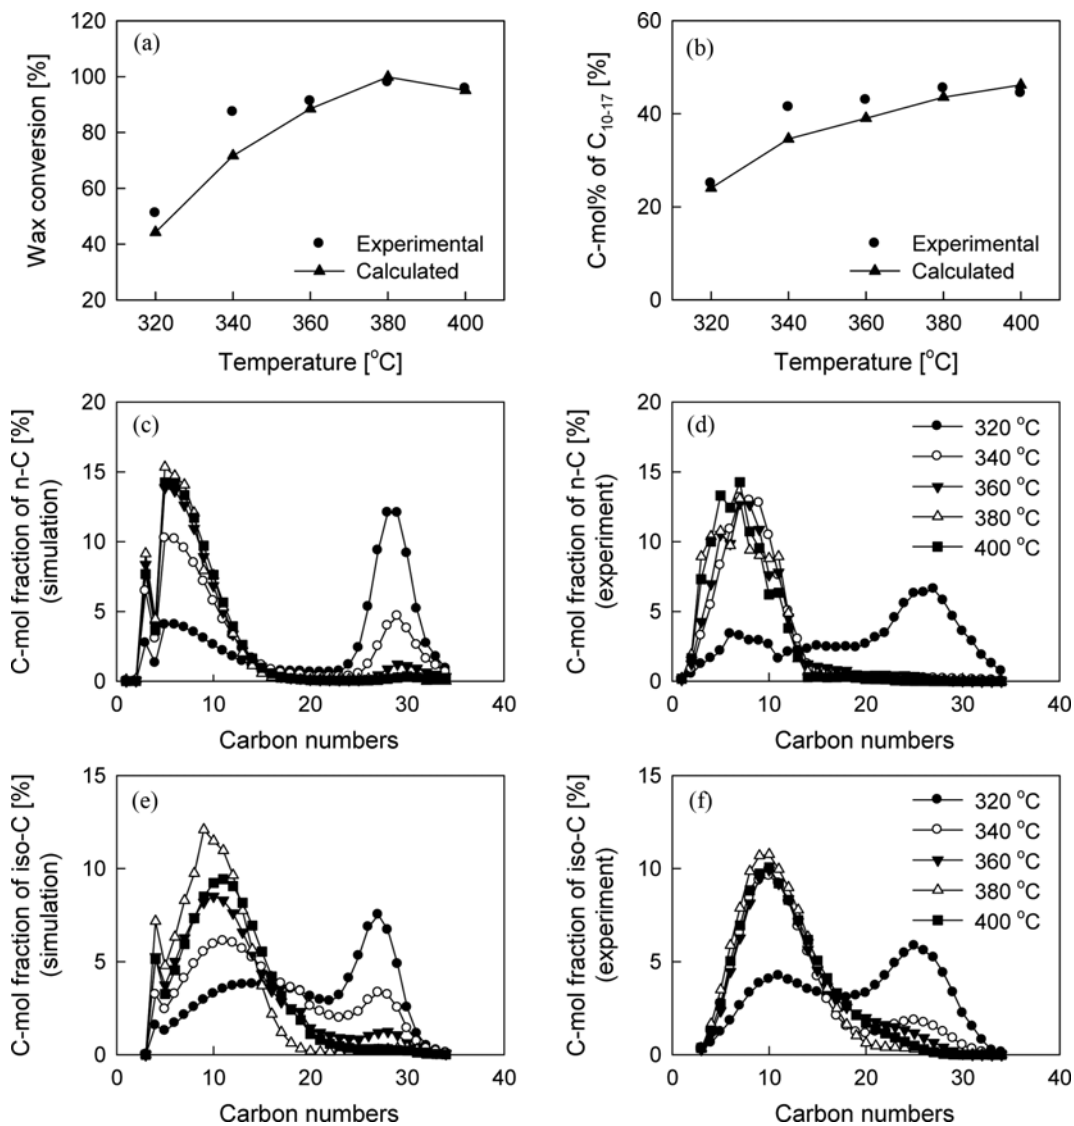 (a)
Wax conversion [%]
120
100
80
60
40
20
Experimental
Calculated
320 340 360 380 400
Temperature [°C]
(b)
C-mol% of C10-17 [%]
60
40
20
0
Experimental
Calculated
320 340 360 380 400
Temperature [°C]
(c)
C-mol fraction of n-C [%]
(simulation)
20
15
10
5
0
0 10 20 30 40
Carbon numbers
(d)
C-mol fraction of n-C [%]
(experiment)
20
15
10
5
0
320 °C
340 °C
360 °C
380 °C
400 °C
0 10 20 30 40
Carbon numbers
(e)
C-mol fraction of iso-C [%]
(simulation)
15
10
5
0
0 10 20 30 40
Carbon numbers
(f)
C-mol fraction of iso-C [%]
(experiment)
15
10
5
0
320 °C
340 °C
360 °C
380 °C
400 °C
0 10 20 30 40
Carbon numbers